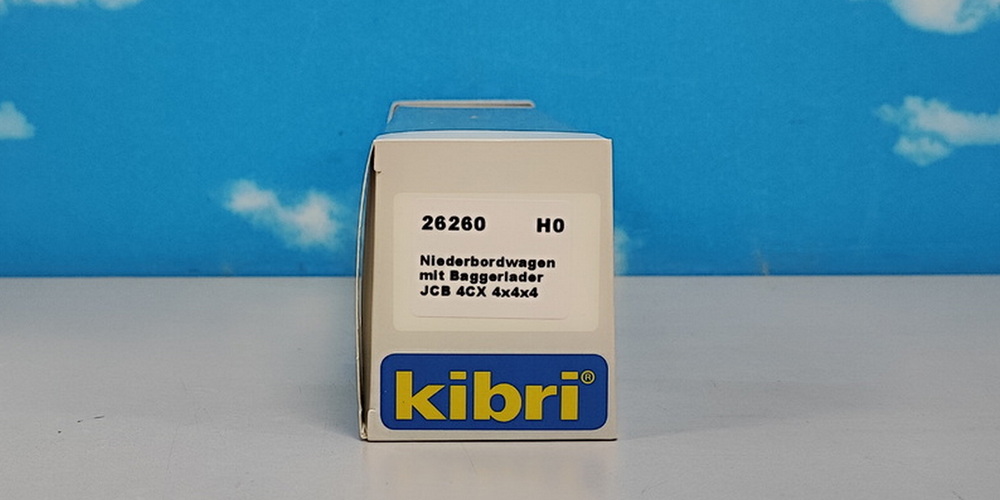 26260 H0
Niederbordwagen
mit Baggerlader
JCB 4CX 4x4x4
kibri®